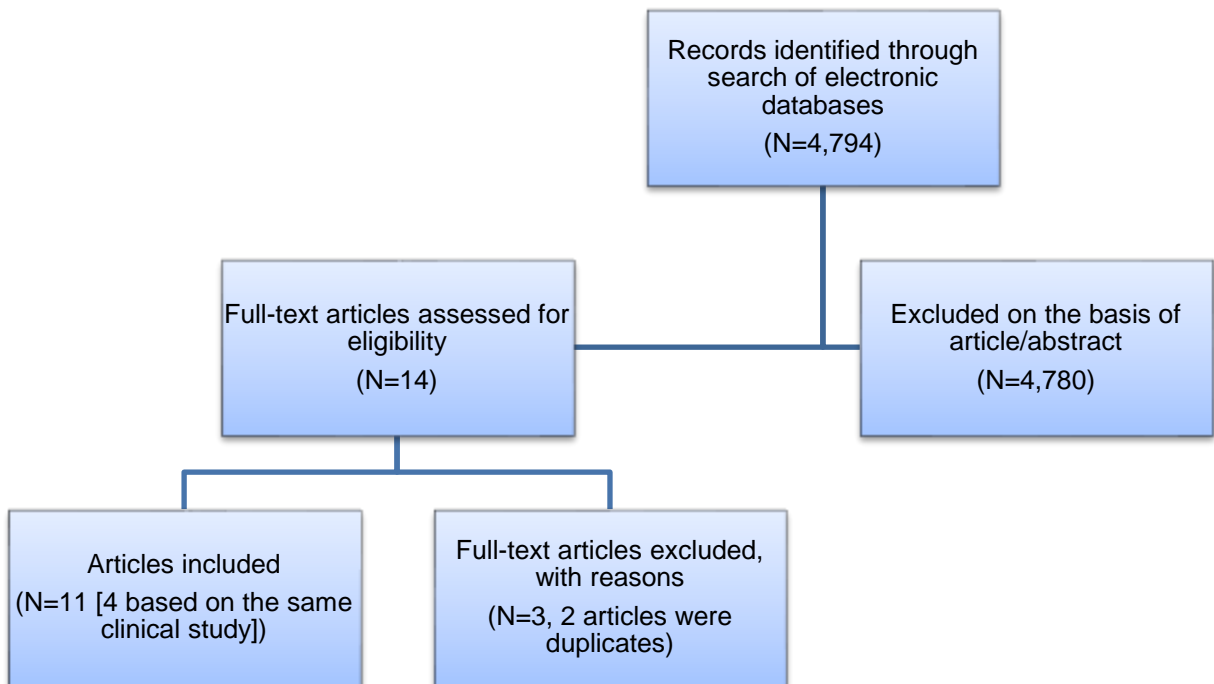 Records identified through
search of electronic
databases
(N=4,794)
Full-text articles assessed for
eligibility
(N=14)
Excluded on the basis of
article/abstract
(N=4,780)
Articles included
(N=11 [4 based on the same
clinical study])
Full-text articles excluded,
with reasons
(N=3, 2 articles were
duplicates)